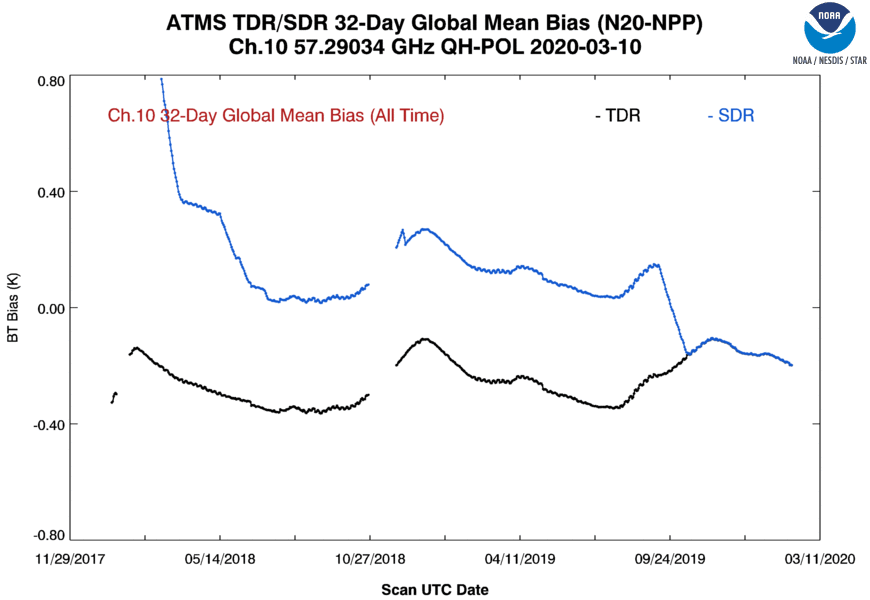 ATMS TDR/SDR 32-Day Global Mean Bias (N20-NPP)
Ch.10 57.29034 GHz QH-POL 2020-03-10
NOAA
NOAA / NESDIS / STAR
Ch.10 32-Day Global Mean Bias (All Time)
- TDR
- SDR
0.80
0.40
0.00
-0.40
-0.80
BT Bias (K)
11/29/2017
05/14/2018
10/27/2018
04/11/2019
09/24/2019
03/11/2020
Scan UTC Date